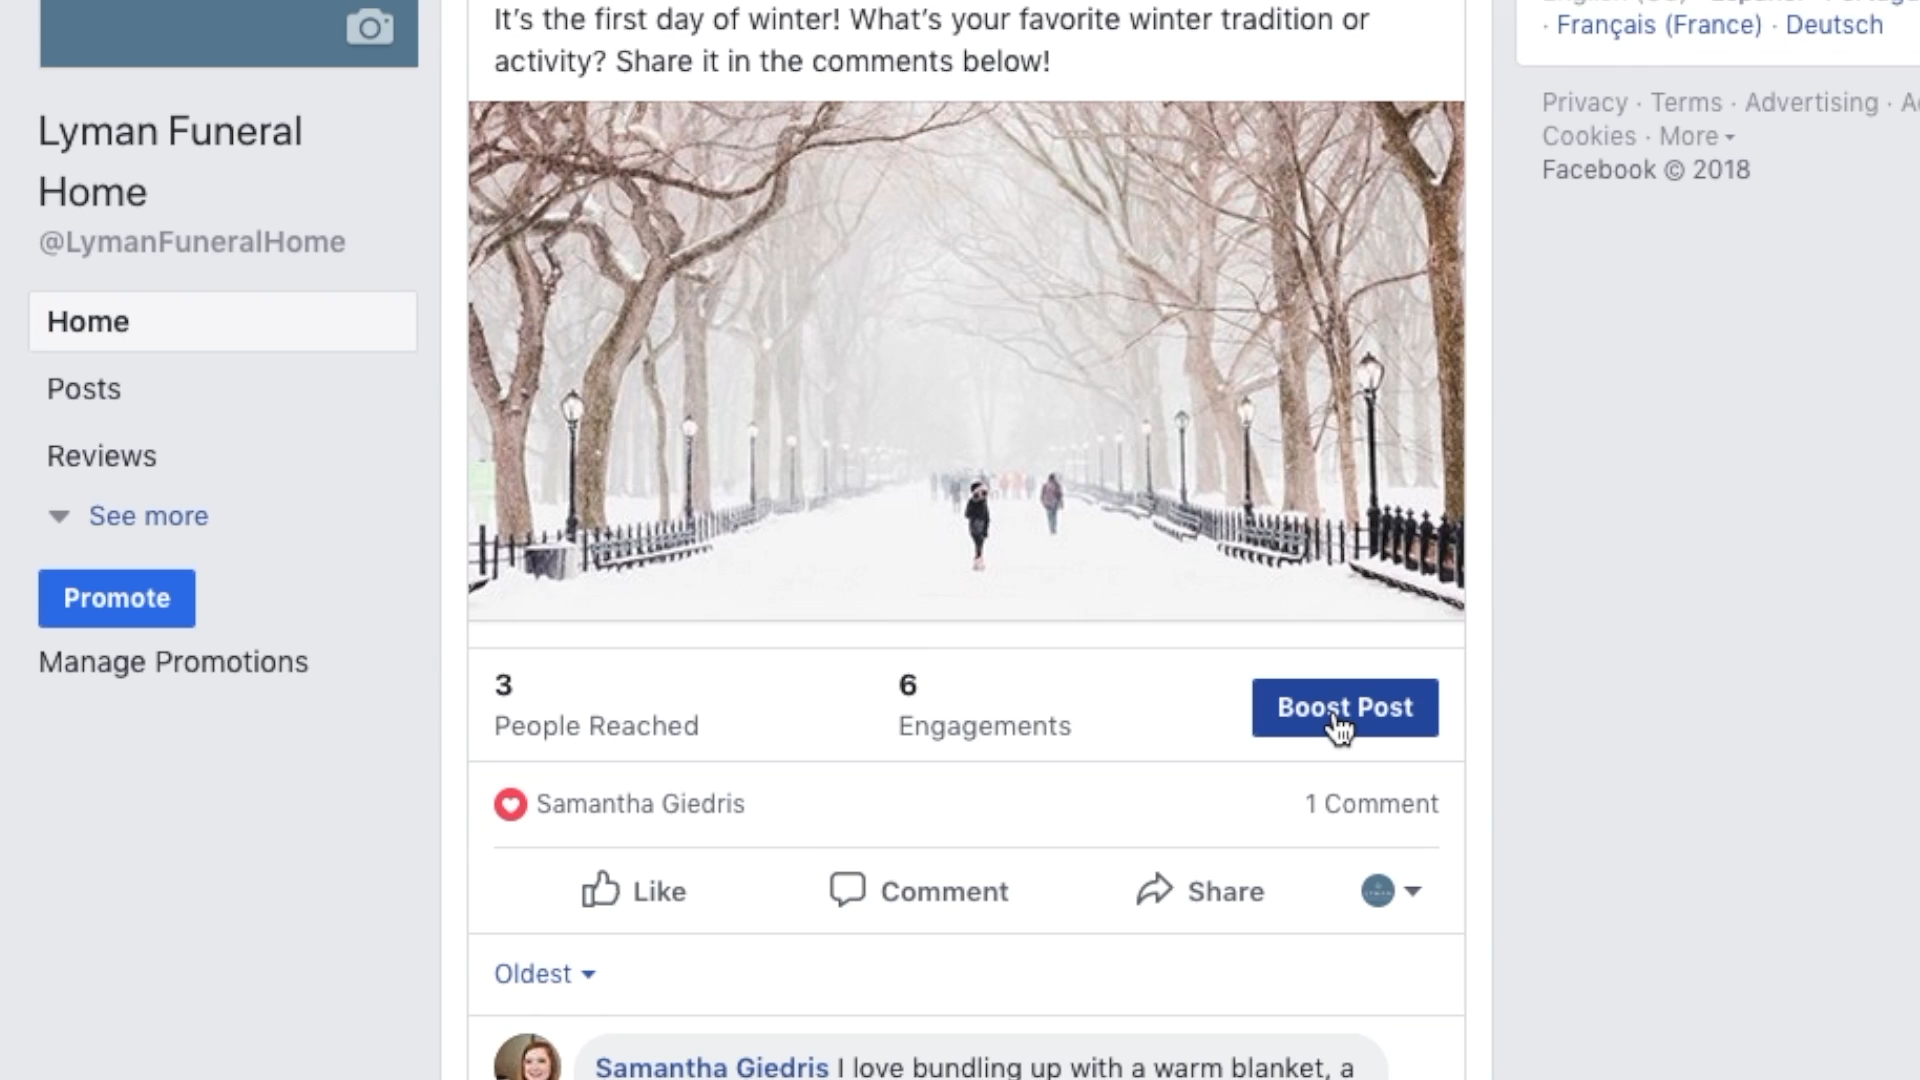 It's the first day of winter! What's your favorite winter tradition or
activity? Share it in the comments below!
Lyman Funeral
Home
@LymanFuneralHome
Home
Posts
Reviews
See more
Promote
Manage Promotions
3
People Reached
6
Engagements
Boost Post
Samantha Giedris
1 Comment
Like
Comment
Share
Oldest
Samantha Giedris I love bundling up with a warm blanket, a
· Français (France) · Deutsch
Privacy · Terms · Advertising ·
Cookies · More
Facebook © 2018